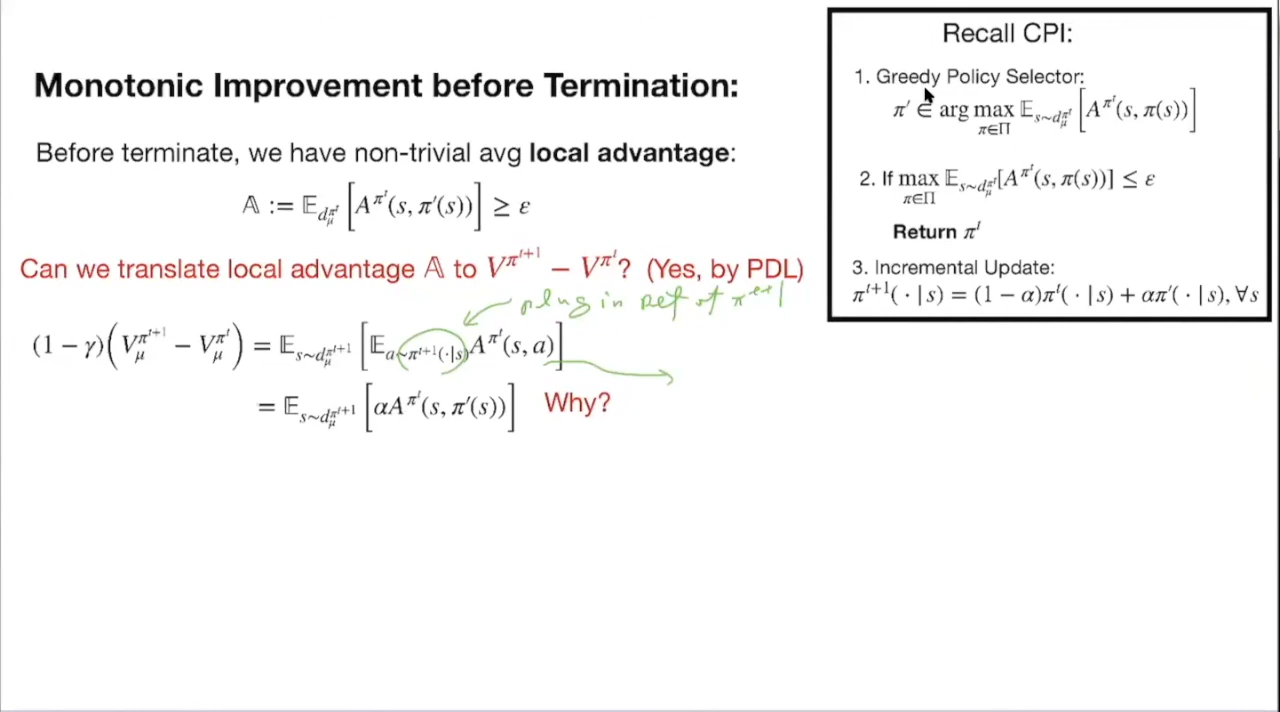 Monotonic Improvement before Termination:
Before terminate, we have non-trivial avg local advantage:
𝔸 := 𝔼_{d_μ^{π^t}} [A^{π^t}(s, π′(s))] ≥ ε
Can we translate local advantage 𝔸 to V^{π^{t+1}} − V^{π^t}? (Yes, by PDL)
plug in def of π^{t+1}
(1 − γ)(V_μ^{π^{t+1}} − V_μ^{π^t}) = 𝔼_{s∼d_μ^{π^{t+1}}} [𝔼_{a∼π^{t+1}(·|s)} A^{π^t}(s, a)]
= 𝔼_{s∼d_μ^{π^{t+1}}} [αA^{π^t}(s, π′(s))] Why?
Recall CPI:
1. Greedy Policy Selector:
π′ ∈ arg max_{π∈Π} 𝔼_{s∼d_μ^{π^t}} [A^{π^t}(s, π(s))]
2. If max_{π∈Π} 𝔼_{s∼d_μ^{π^t}}[A^{π^t}(s, π(s))] ≤ ε
Return π^t
3. Incremental Update:
π^{t+1}(· | s) = (1 − α)π^t(· | s) + απ′(· | s), ∀s